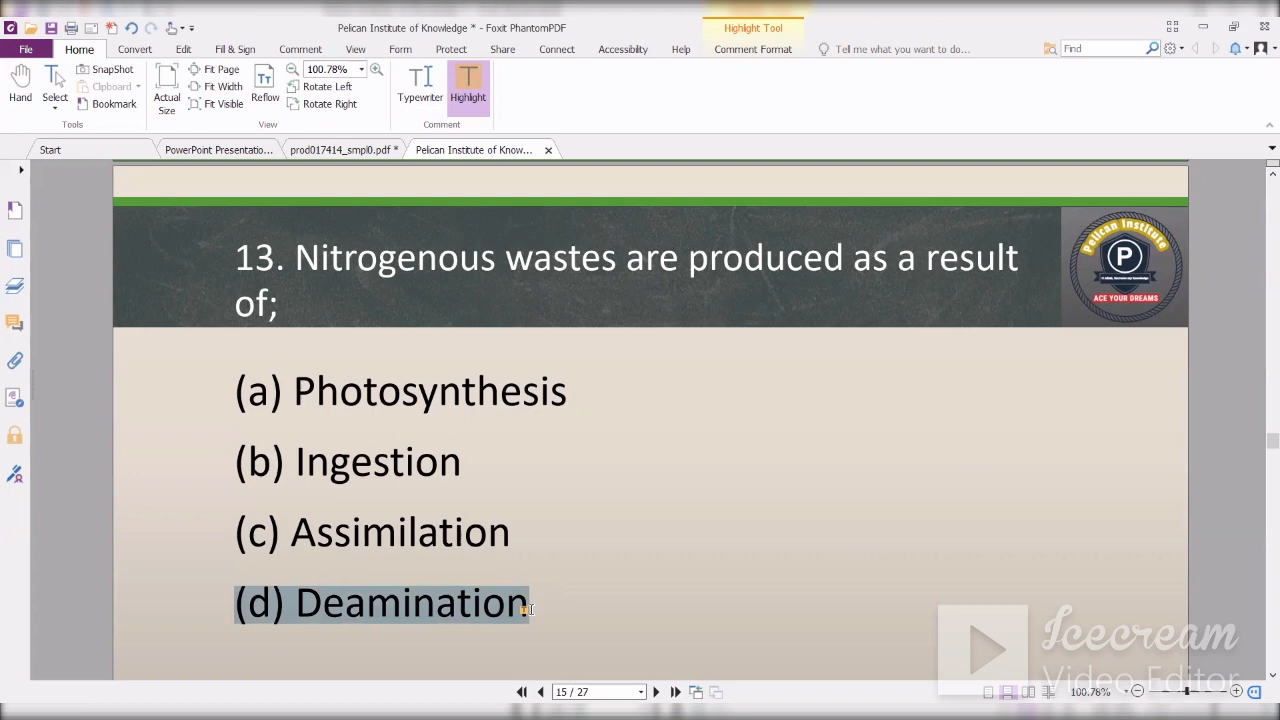 Pelican Institute of Knowledge * - Foxit PhantomPDF
Highlight Tool
File Home Convert Edit Fill & Sign Comment View Form Protect Share Connect Accessibility Help Comment Format Tell me what you want to do... Find
Hand
Select
SnapShot
Clipboard
Bookmark
Tools
Actual
Size
Fit Page
Fit Width
Fit Visible
Reflow
100.78%
Rotate Left
Rotate Right
View
Typewriter
Highlight
Comment
Start PowerPoint Presentatio... prod017414_smpl0.pdf * Pelican Institute of Know...
13. Nitrogenous wastes are produced as a result
of;
Pelican Institute
P
ACE YOUR DREAMS
(a) Photosynthesis
(b) Ingestion
(c) Assimilation
(d) Deamination
Icecream
Video Editor
15 / 27
100.78%